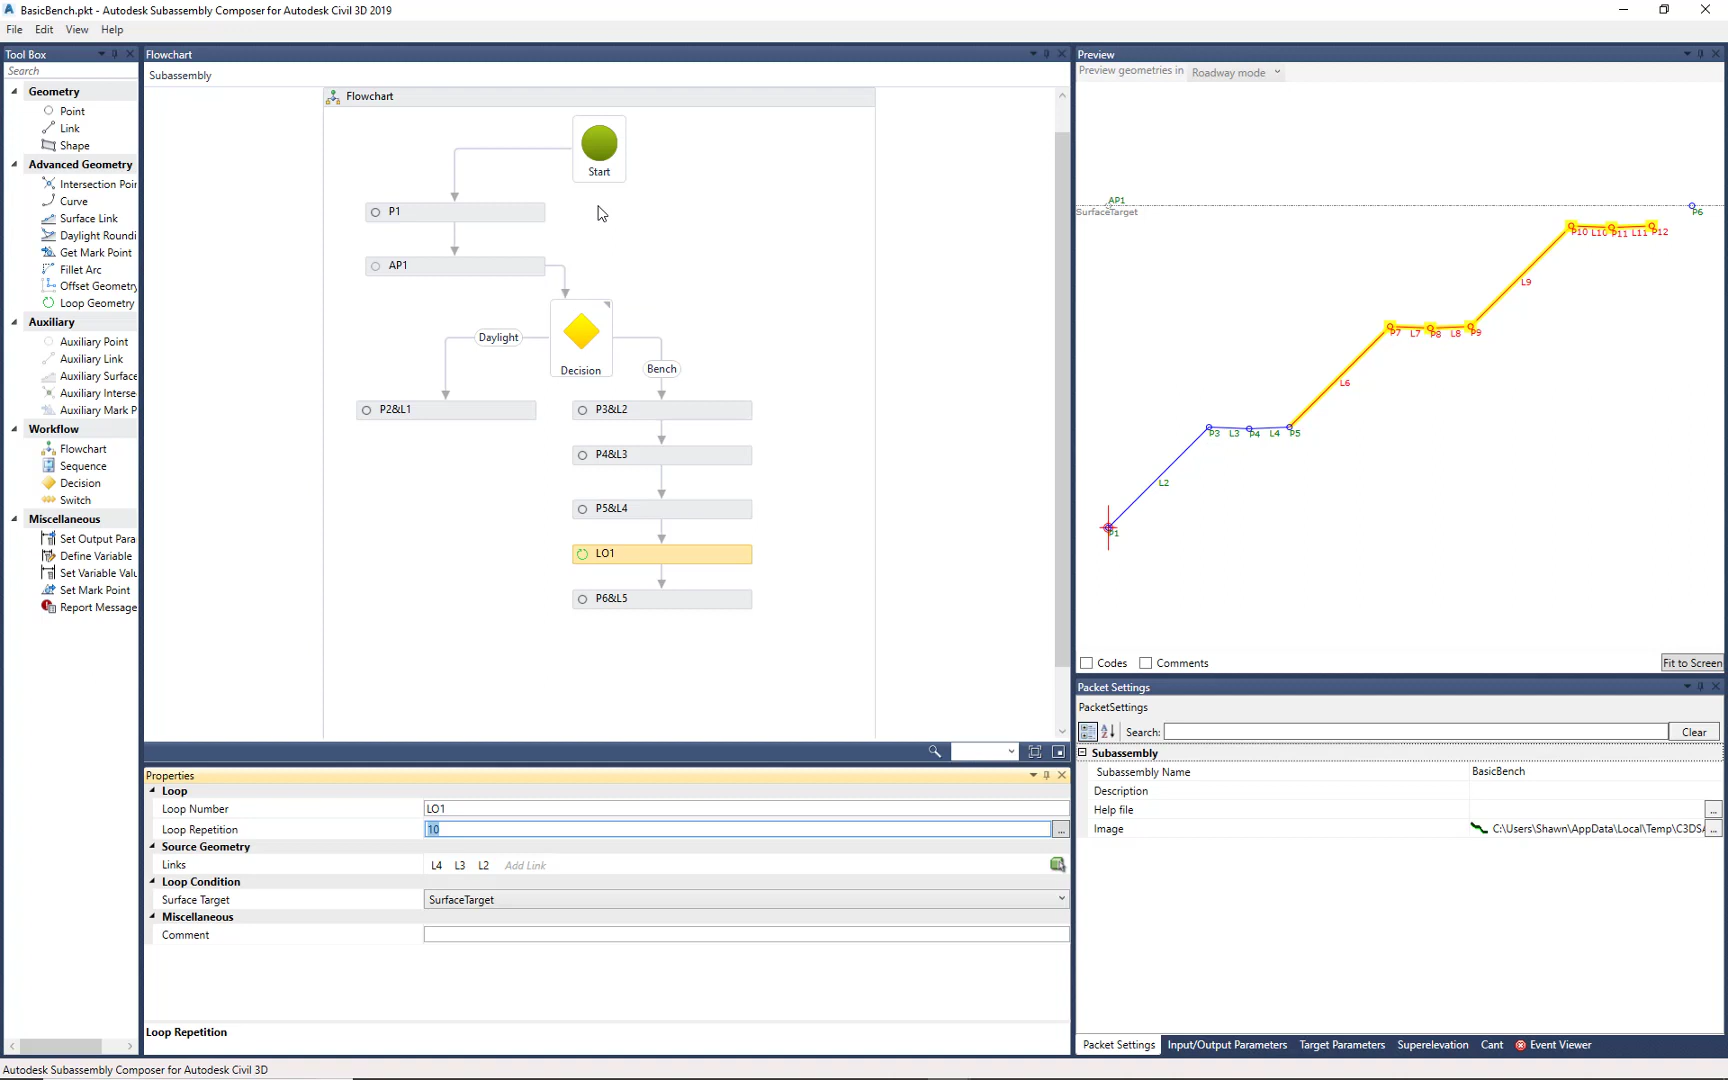 BasicBench.pkt - Autodesk Subassembly Composer for Autodesk Civil 3D 2019
File Edit View Help
Tool Box
Search
Geometry
Point
Link
Shape
Advanced Geometry
Intersection Poin
Curve
Surface Link
Daylight Roundi
Get Mark Point
Fillet Arc
Offset Geometry
Loop Geometry
Auxiliary
Auxiliary Point
Auxiliary Link
Auxiliary Surface
Auxiliary Interse
Auxiliary Mark P
Workflow
Flowchart
Sequence
Decision
Switch
Miscellaneous
Set Output Para
Define Variable
Set Variable Valu
Set Mark Point
Report Message
Flowchart
Subassembly
Flowchart
Start
P1
AP1
Daylight
Decision
Bench
P2&L1
P3&L2
P4&L3
P5&L4
LO1
P6&L5
Properties
Loop
Loop Number LO1
Loop Repetition 10 ...
Source Geometry
Links L4 L3 L2 Add Link
Loop Condition
Surface Target SurfaceTarget
Miscellaneous
Comment
Loop Repetition
Preview
Preview geometries in Roadway mode
AP1
SurfaceTarget
P6
P10 L10 P11 L11 P12
L9
P7 L7 P8 L8 P9
L6
P3 L3 P4 L4 P5
L2
P1
Codes Comments Fit to Screen
Packet Settings
PacketSettings
Search: Clear
Subassembly
Subassembly Name BasicBench
Description
Help file ...
Image C:\Users\Shawn\AppData\Local\Temp\C3DSA ...
Packet Settings Input/Output Parameters Target Parameters Superelevation Cant Event Viewer
Autodesk Subassembly Composer for Autodesk Civil 3D